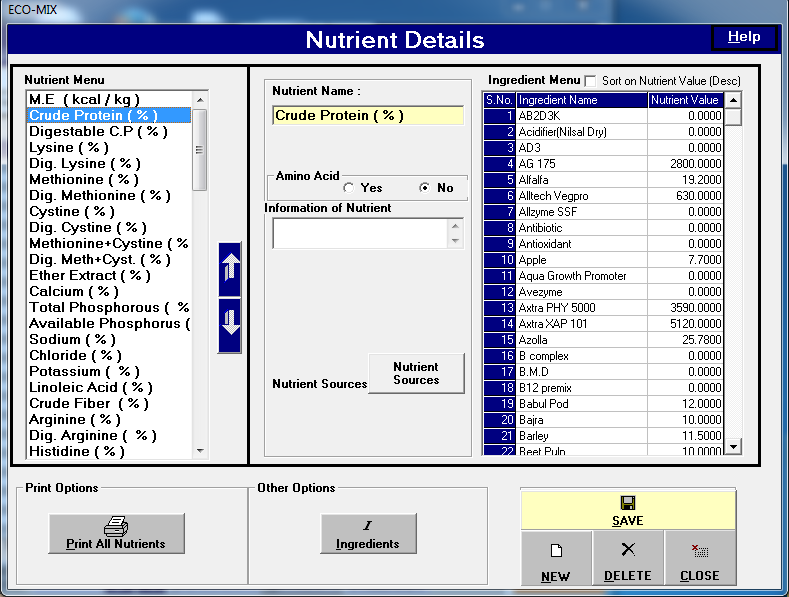 ECO-MIX
Nutrient Details
Help
Nutrient Menu
M.E ( kcal / kg )
Crude Protein ( % )
Digestable C.P ( % )
Lysine ( % )
Dig. Lysine ( % )
Methionine ( % )
Dig. Methionine ( % )
Cystine ( % )
Dig. Cystine ( % )
Methionine+Cystine ( %
Dig. Meth+Cyst. ( % )
Ether Extract ( % )
Calcium ( % )
Total Phosphorous ( %
Available Phosphorus (
Sodium ( % )
Chloride ( % )
Potassium ( % )
Linoleic Acid ( % )
Crude Fiber ( % )
Arginine ( % )
Dig. Arginine ( % )
Histidine ( % )
Nutrient Name :
Crude Protein ( % )
Amino Acid
Yes No
Information of Nutrient
Nutrient Sources
Nutrient
Sources
Ingredient Menu Sort on Nutrient Value (Desc)
S.No. Ingredient Name Nutrient Value
1 AB2D3K 0.0000
2 Acidifier(Nilsal Dry) 0.0000
3 AD3 0.0000
4 AG 175 2800.0000
5 Alfalfa 19.2000
6 Alltech Vegpro 630.0000
7 Allzyme SSF 0.0000
8 Antibiotic 0.0000
9 Antioxidant 0.0000
10 Apple 7.7000
11 Aqua Growth Promoter 0.0000
12 Avezyme 0.0000
13 Axtra PHY 5000 3590.0000
14 Axtra XAP 101 5120.0000
15 Azolla 25.7800
16 B complex 0.0000
17 B.M.D 0.0000
18 B12 premix 0.0000
19 Babul Pod 12.0000
20 Bajra 10.0000
21 Barley 11.5000
22 Beet Pulp 10.0000
Print Options
Print All Nutrients
Other Options
I
Ingredients
SAVE
NEW
DELETE
CLOSE